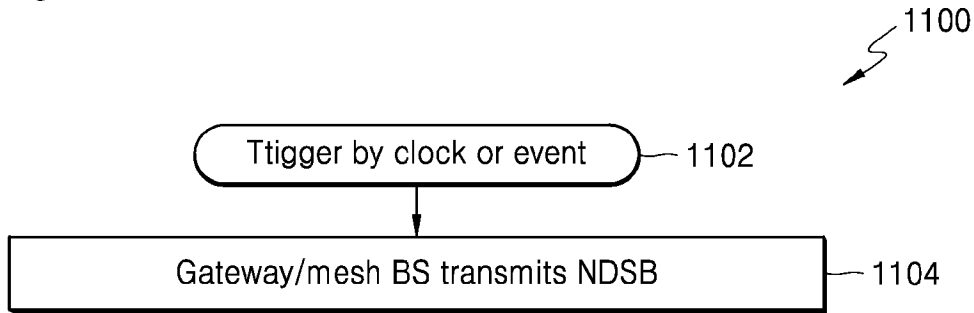 1100
Ttigger by clock or event
1102
Gateway/mesh BS transmits NDSB
1104